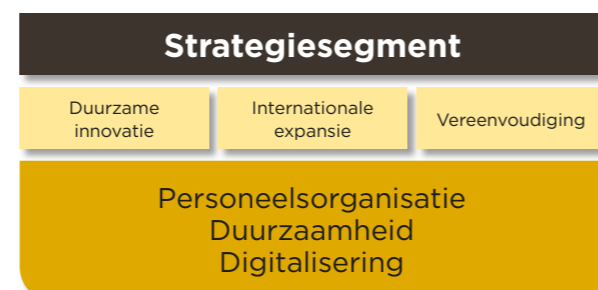 Strategiesegment
Duurzame
innovatie
Internationale
expansie
Vereenvoudiging
Personeelsorganisatie
Duurzaamheid
Digitalisering